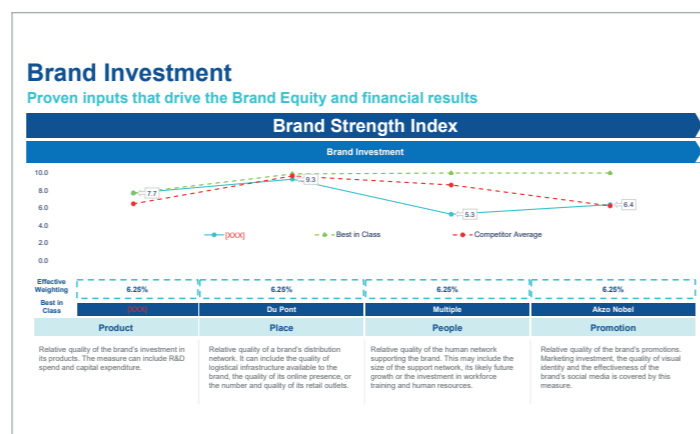 Brand Investment
Proven inputs that drive the Brand Equity and financial results
Brand Strength Index
Brand Investment
10.0
8.0
6.0
4.0
2.0
0.0
7.7
9.3
5.3
6.4
[XXX]
Best in Class
Competitor Average
Effective
Weighting
6.25%
6.25%
6.25%
6.25%
Best in
Class
[XXX]
Du Pont
Multiple
Akzo Nobel
Product
Place
People
Promotion
Relative quality of the brand's investment
in its products. The measure can include R&D
spend and capital expenditure.
Relative quality of a brand's distribution
network. It can include the quality of
logistical infrastructure available to the
brand, the quality of its online presence, or
the number and quality of its retail outlets.
Relative quality of the human network
supporting the brand. This may include the
size of the support network, its likely future
growth or the investment in workforce
training and human resources.
Relative quality of the brand's promotions.
Marketing investment, the quality of visual
identity and the effectiveness of the
brand's social media is covered by this
measure.